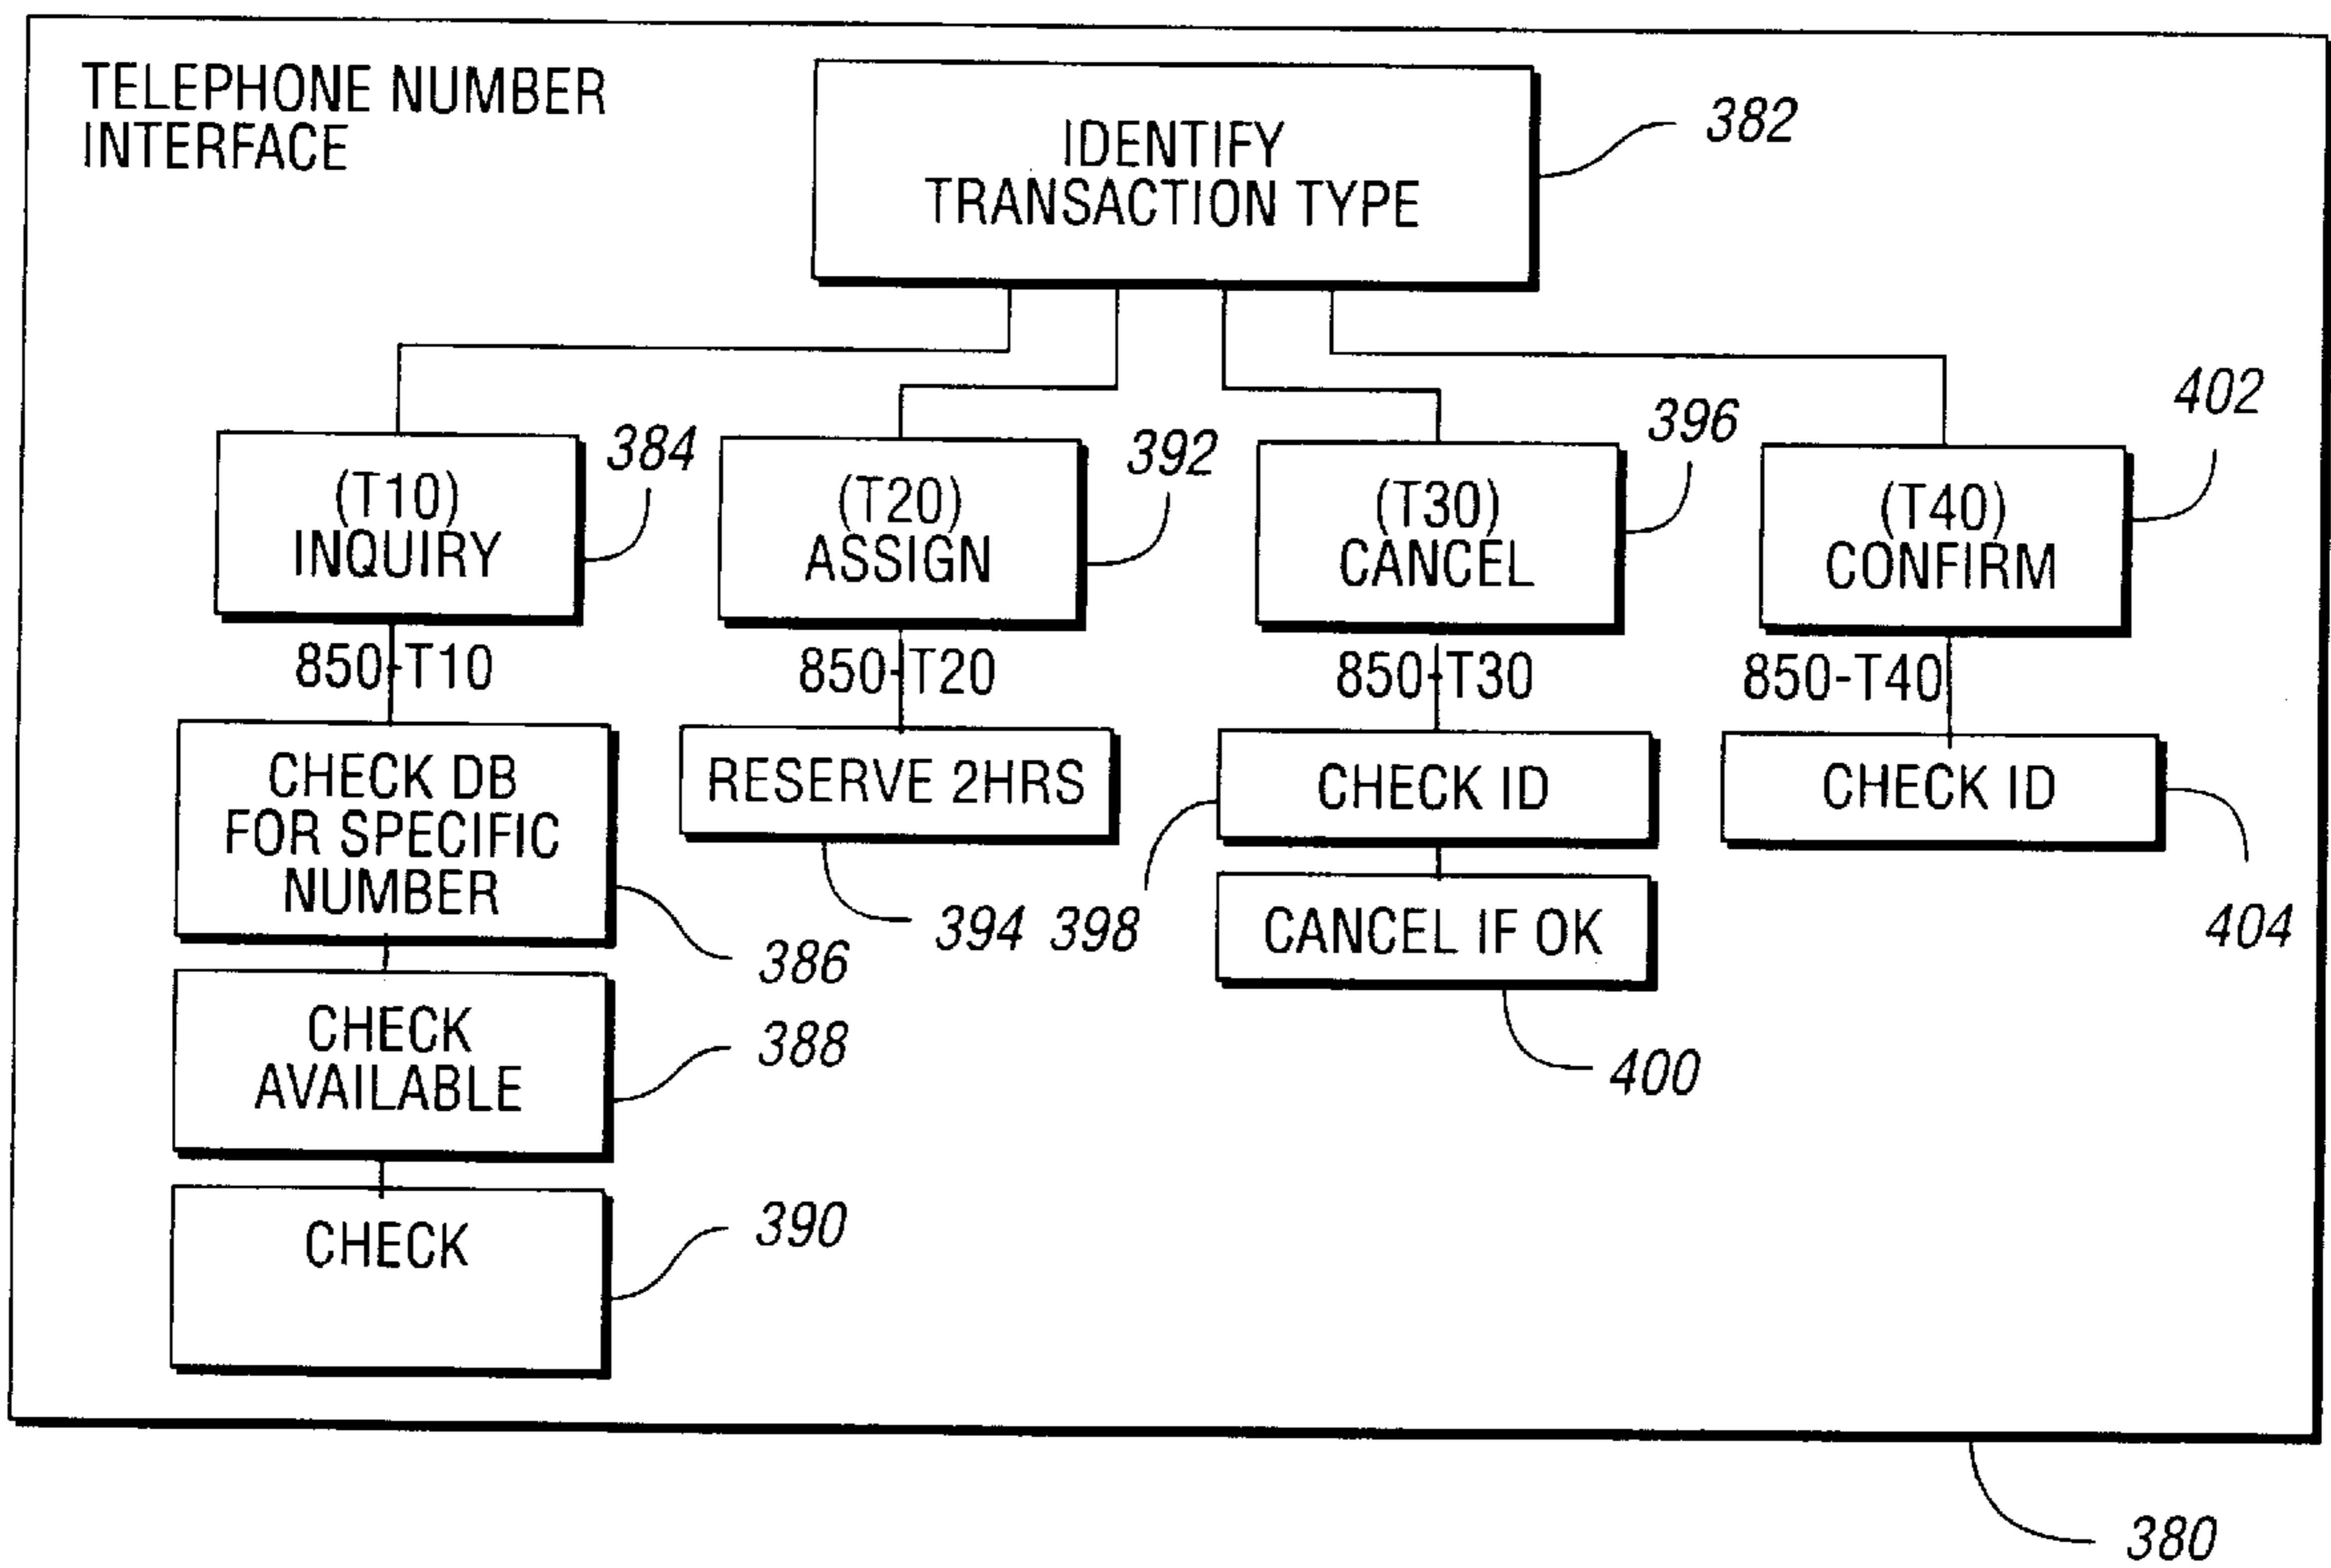 TELEPHONE NUMBER
INTERFACE
IDENTIFY
TRANSACTION TYPE
382
(T10)
INQUIRY
384
(T20)
ASSIGN
392
(T30)
CANCEL
396
(T40)
CONFIRM
402
850-T10
850-T20
850-T30
850-T40
CHECK DB
FOR SPECIFIC
NUMBER
386
RESERVE 2HRS
394
CHECK ID
398
CHECK ID
404
CANCEL IF OK
400
CHECK
AVAILABLE
388
CHECK
390
380